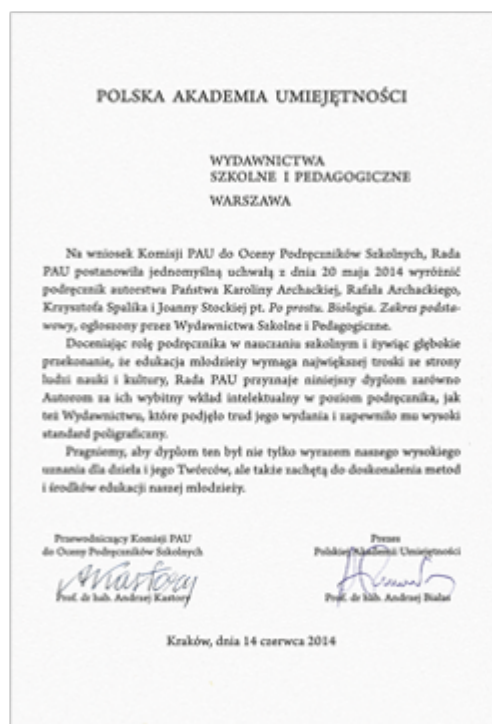 POLSKA AKADEMIA UMIEJĘTNOŚCI
WYDAWNICTWA
SZKOLNE I PEDAGOGICZNE
WARSZAWA
Na wniosek Komisji PAU do Oceny Podręczników Szkolnych, Rada
PAU postanowiła jednomyślną uchwałą z dnia 20 maja 2014 wyróżnić
podręcznik autorstwa Państwa Karoliny Archackiej, Rafała Archackiego,
Krzysztofa Spalika i Joanny Stockiej pt. Po prostu. Biologia. Zakres podsta-
wowy, ogłoszony przez Wydawnictwa Szkolne i Pedagogiczne.
Doceniając rolę podręcznika w nauczaniu szkolnym i żywiąc głębokie
przekonanie, że edukacja młodzieży wymaga największej troski ze strony
ludzi nauki i kultury, Rada PAU przyznaje niniejszy dyplom zarówno
Autorom za ich wybitny wkład intelektualny w poziom podręcznika, jak
też Wydawnictwu, które podjęło trud jego wydania i zapewniło mu wysoki
standard poligraficzny.
Pragniemy, aby dyplom ten był nie tylko wyrazem naszego wysokiego
uznania dla dzieła i jego Twórców, ale także zachętą do doskonalenia metod
i środków edukacji naszej młodzieży.
Przewodniczący Komisji PAU
do Oceny Podręczników Szkolnych
AKastory
Prof. dr hab. Andrzej Kastory
Prezes
Polskiej Akademii Umiejętności
Prof. dr hab. Andrzej Białas
Kraków, dnia 14 czerwca 2014